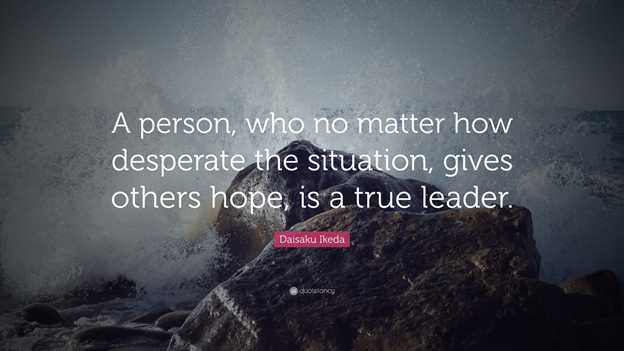 A person, who no matter how
desperate the situation, gives
others hope, is a true leader.
Daisaku Ikeda
quotefancy